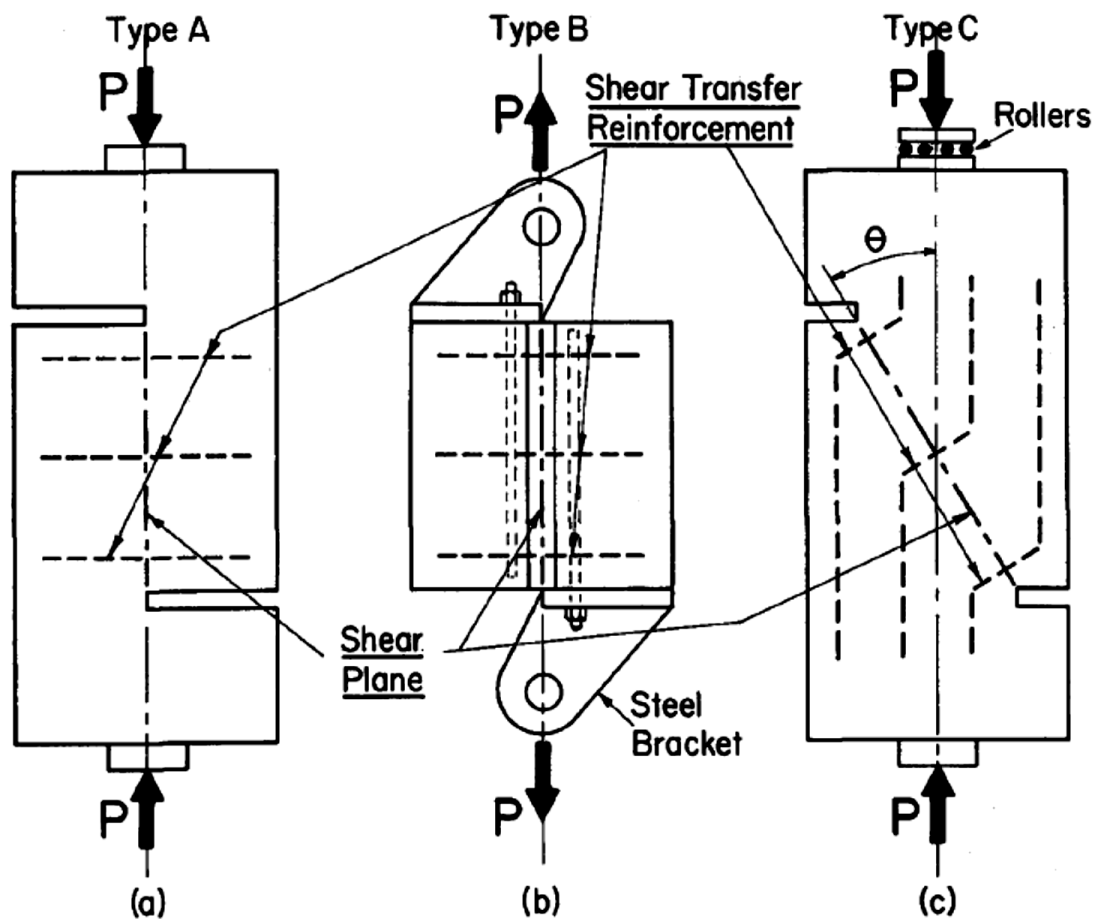 Type A
P
Type B
P
Shear Transfer
Reinforcement
Type C
P
Rollers
θ
Shear
Plane
Steel
Bracket
P
P
P
(a)
(b)
(c)